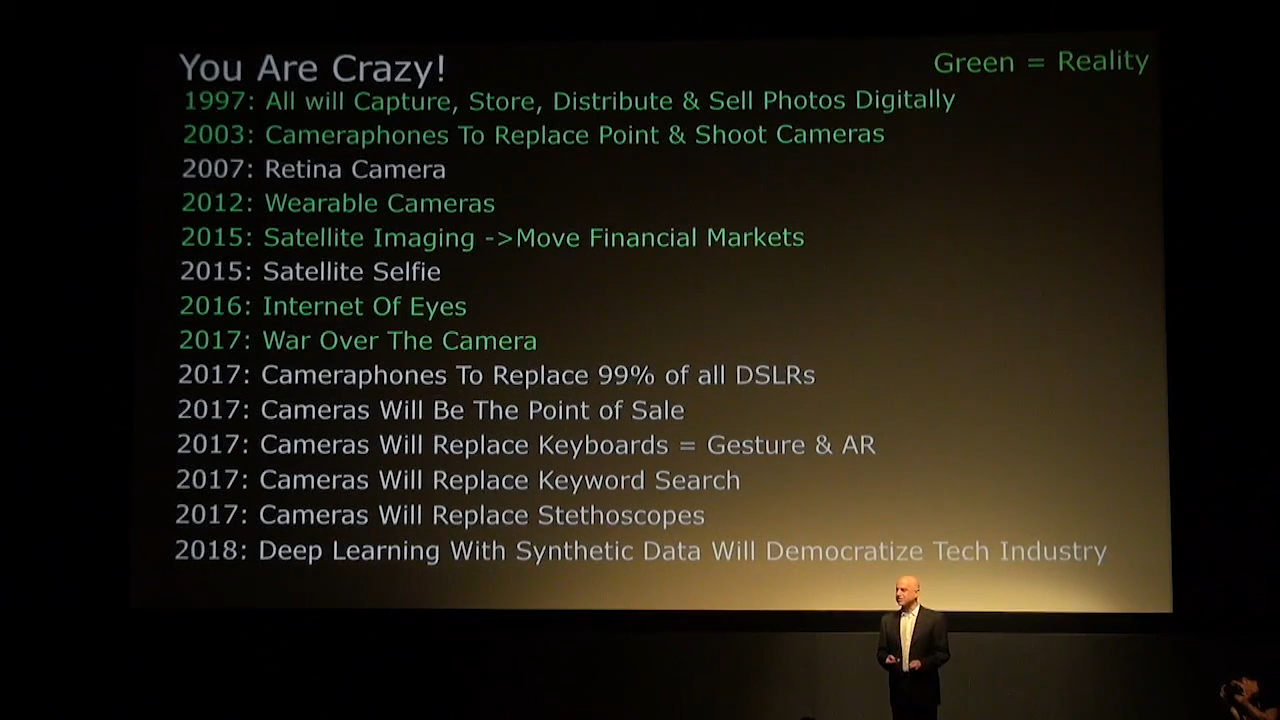 You Are Crazy!
Green = Reality
1997: All will Capture, Store, Distribute & Sell Photos Digitally
2003: Cameraphones To Replace Point & Shoot Cameras
2007: Retina Camera
2012: Wearable Cameras
2015: Satellite Imaging ->Move Financial Markets
2015: Satellite Selfie
2016: Internet Of Eyes
2017: War Over The Camera
2017: Cameraphones To Replace 99% of all DSLRs
2017: Cameras Will Be The Point of Sale
2017: Cameras Will Replace Keyboards = Gesture & AR
2017: Cameras Will Replace Keyword Search
2017: Cameras Will Replace Stethoscopes
2018: Deep Learning With Synthetic Data Will Democratize Tech Industry